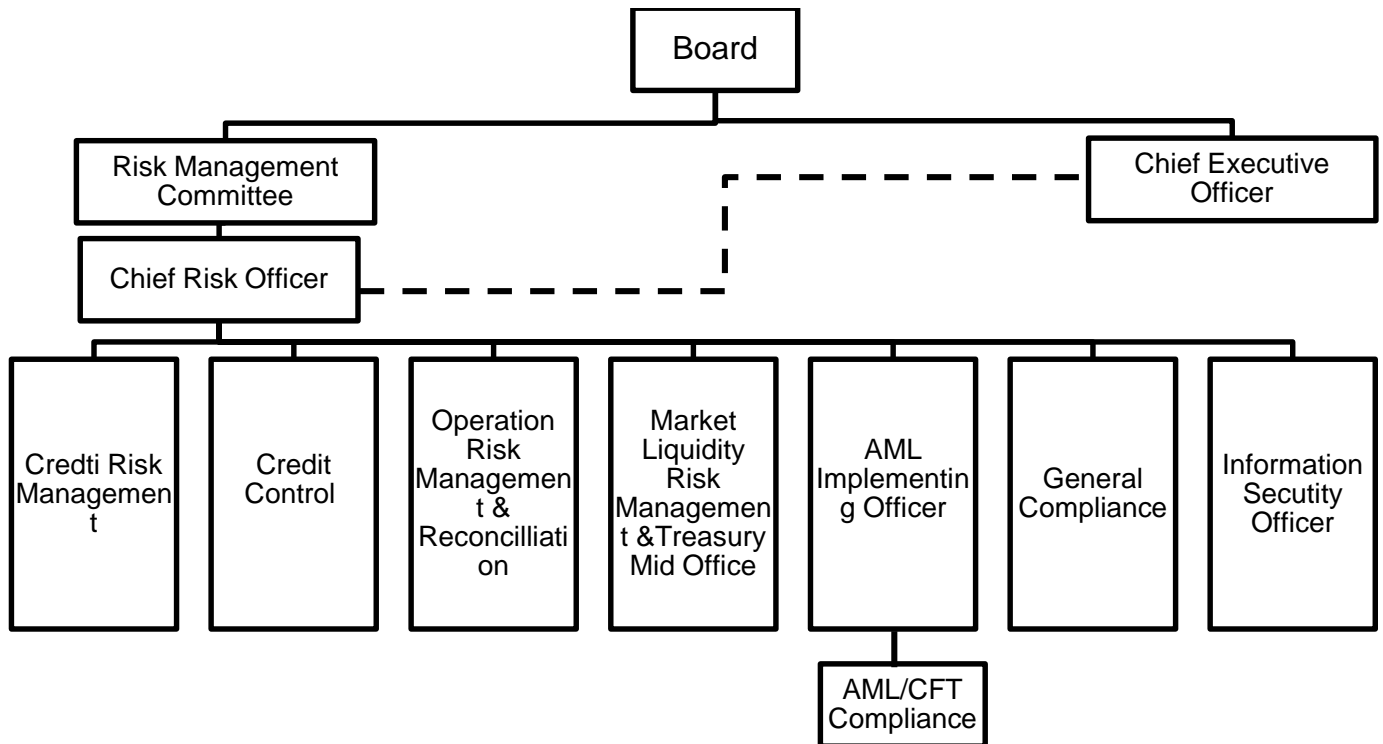 Board
Risk Management
Committee
Chief Executive
Officer
Chief Risk Officer
Credti Risk
Managemen
t
Credit
Control
Operation
Risk
Managemen
t &
Reconcilliati
on
Market
Liquidity
Risk
Managemen
t &Treasury
Mid Office
AML
Implementin
g Officer
General
Compliance
Information
Secutity
Officer
AML/CFT
Compliance